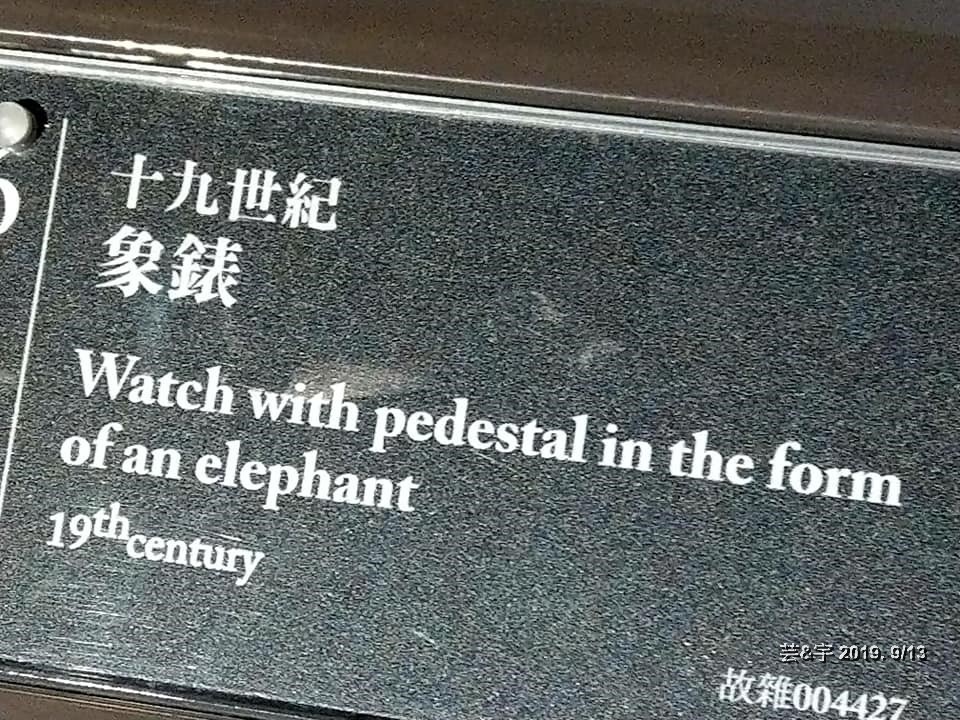 十九世紀
象錶
Watch with pedestal in the form
of an elephant
19th century
芸&宇 2019, 9/13
故雜004427